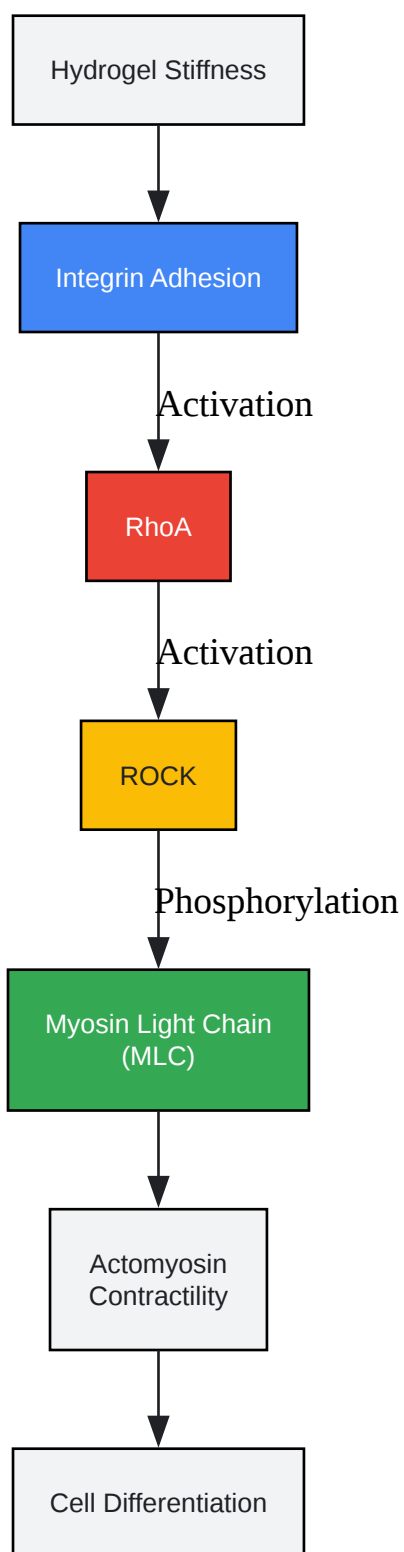 Hydrogel Stiffness
Integrin Adhesion
Activation
RhoA
Activation
ROCK
Phosphorylation
Myosin Light Chain
(MLC)
Actomyosin
Contractility
Cell Differentiation